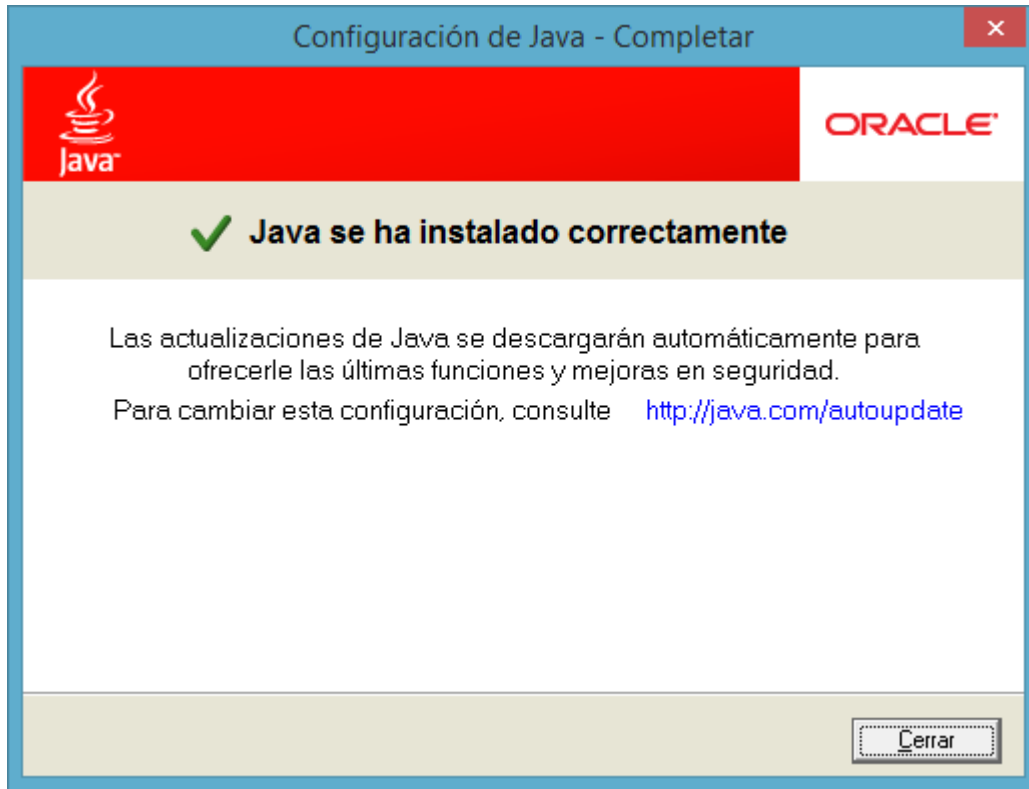 Configuración de Java - Completar
Java
ORACLE
Java se ha instalado correctamente
Las actualizaciones de Java se descargarán automáticamente para
ofrecerle las últimas funciones y mejoras en seguridad.
Para cambiar esta configuración, consulte http://java.com/autoupdate
Cerrar